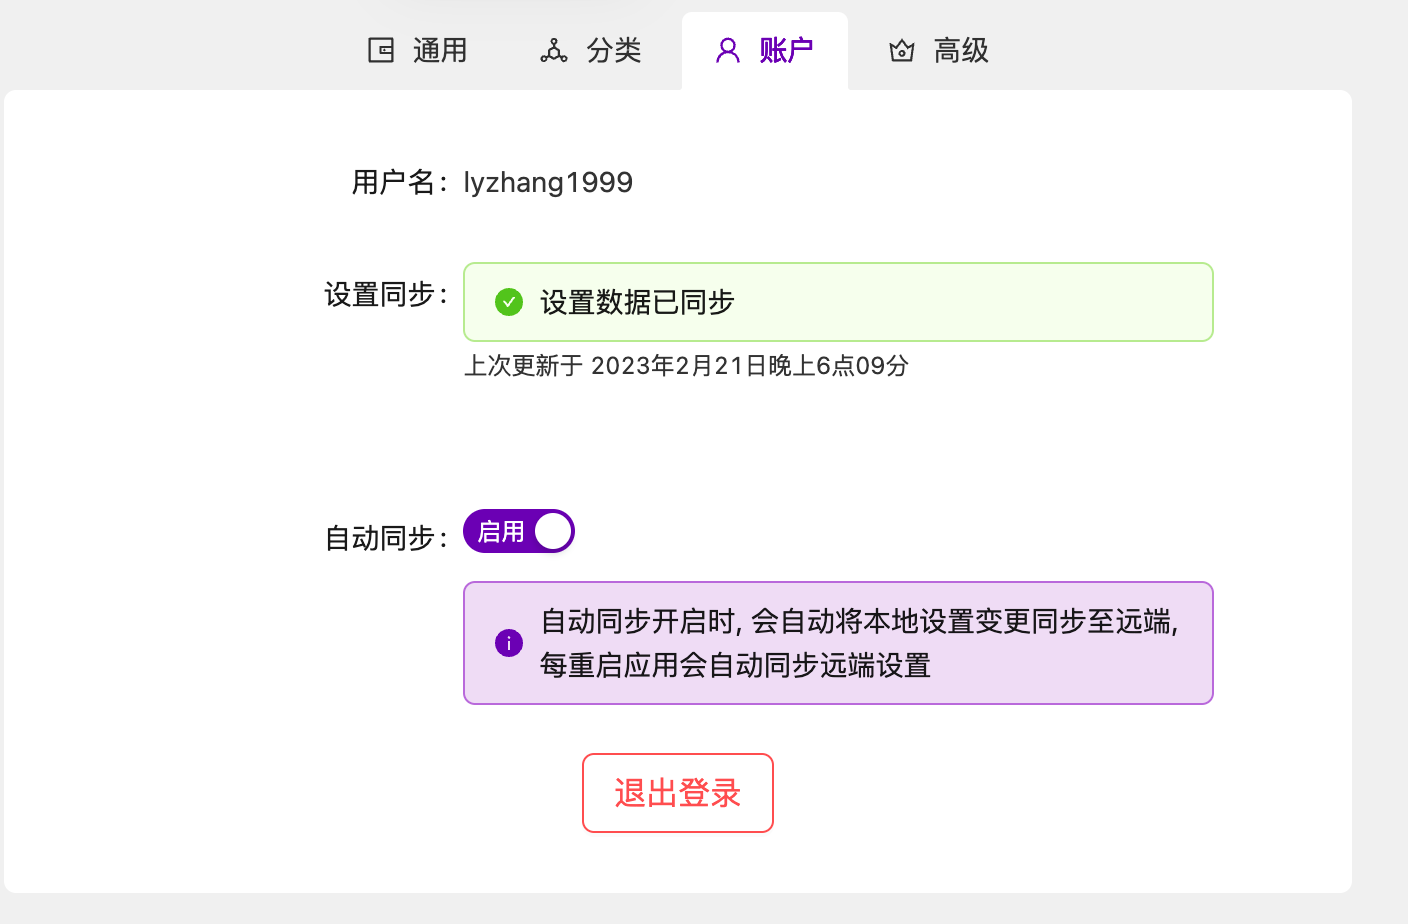 通用 分类 账户 高级
用户名: lyzhang1999
设置同步: 设置数据已同步
上次更新于 2023年2月21日晚上6点09分
自动同步: 启用
自动同步开启时, 会自动将本地设置变更同步至远端,
每重启应用会自动同步远端设置
退出登录